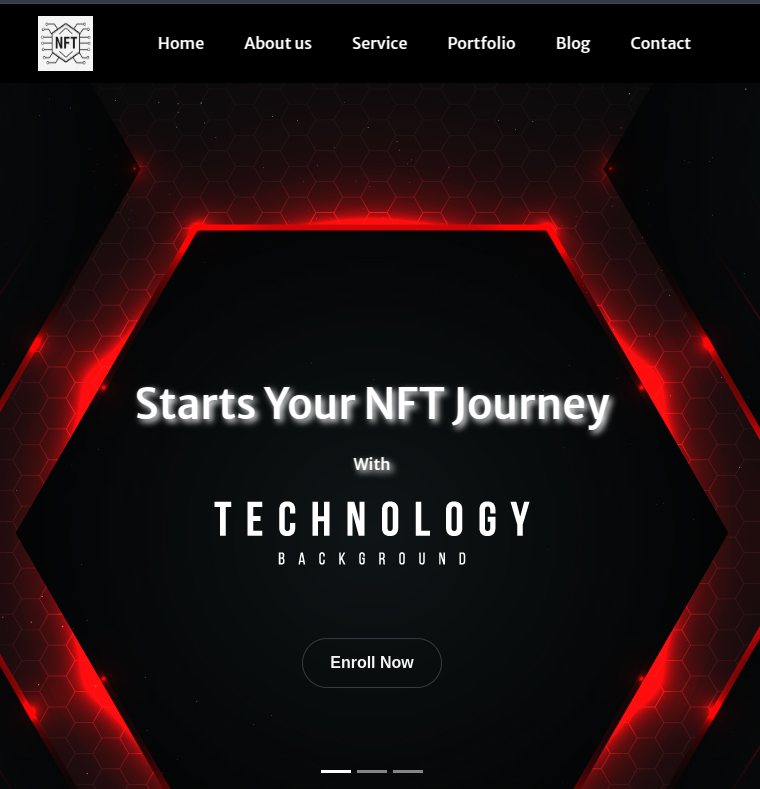 NFT
Home About us Service Portfolio Blog Contact
Starts Your NFT Journey
With
TECHNOLOGY
BACKGROUND
Enroll Now